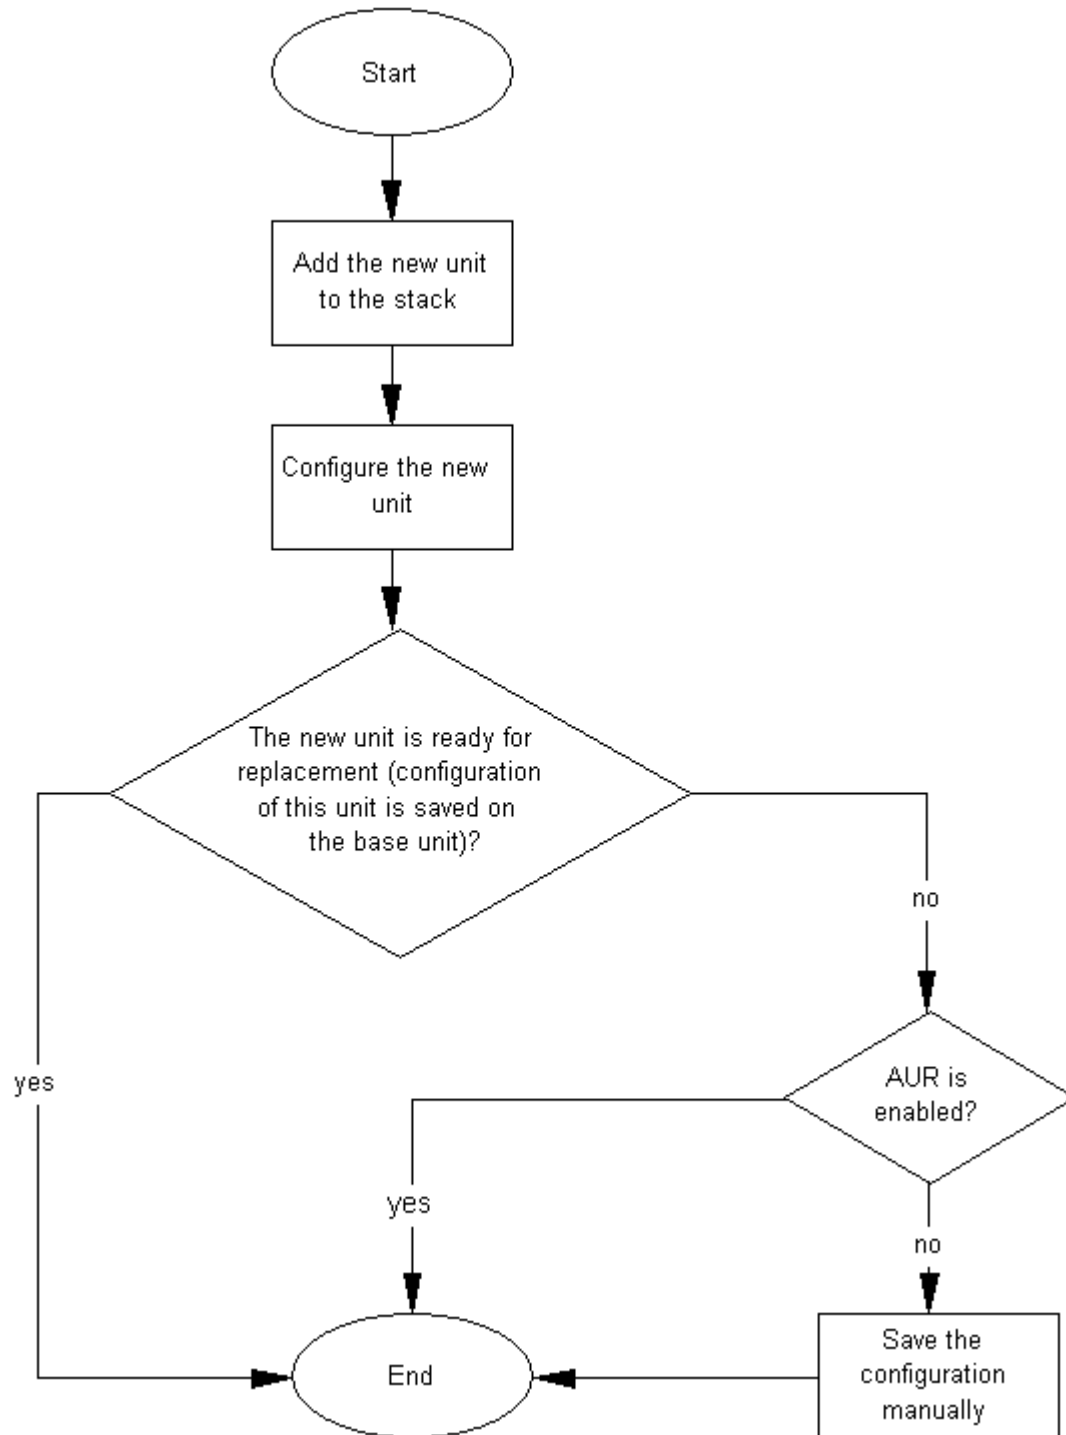 Start
Add the new unit
to the stack
Configure the new
unit
The new unit is ready for
replacement (configuration
of this unit is saved on
the base unit)?
no
yes
AUR is
enabled?
yes
no
End
Save the
configuration
manually